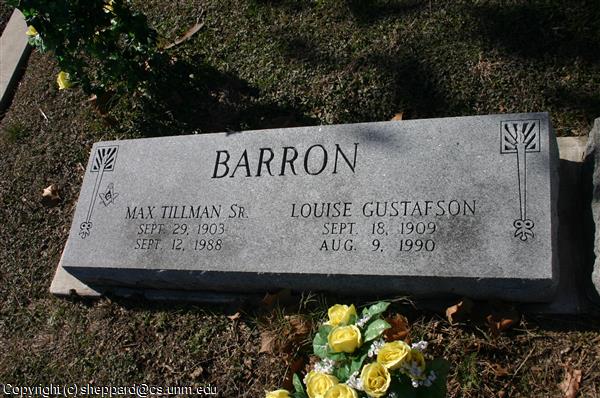 BARRON
MAX TILLMAN SR.
SEPT. 29, 1903
SEPT. 12, 1988
LOUISE GUSTAFSON
SEPT. 18, 1909
AUG. 9, 1990
Copyright (c) sheppard@cs.unm.edu